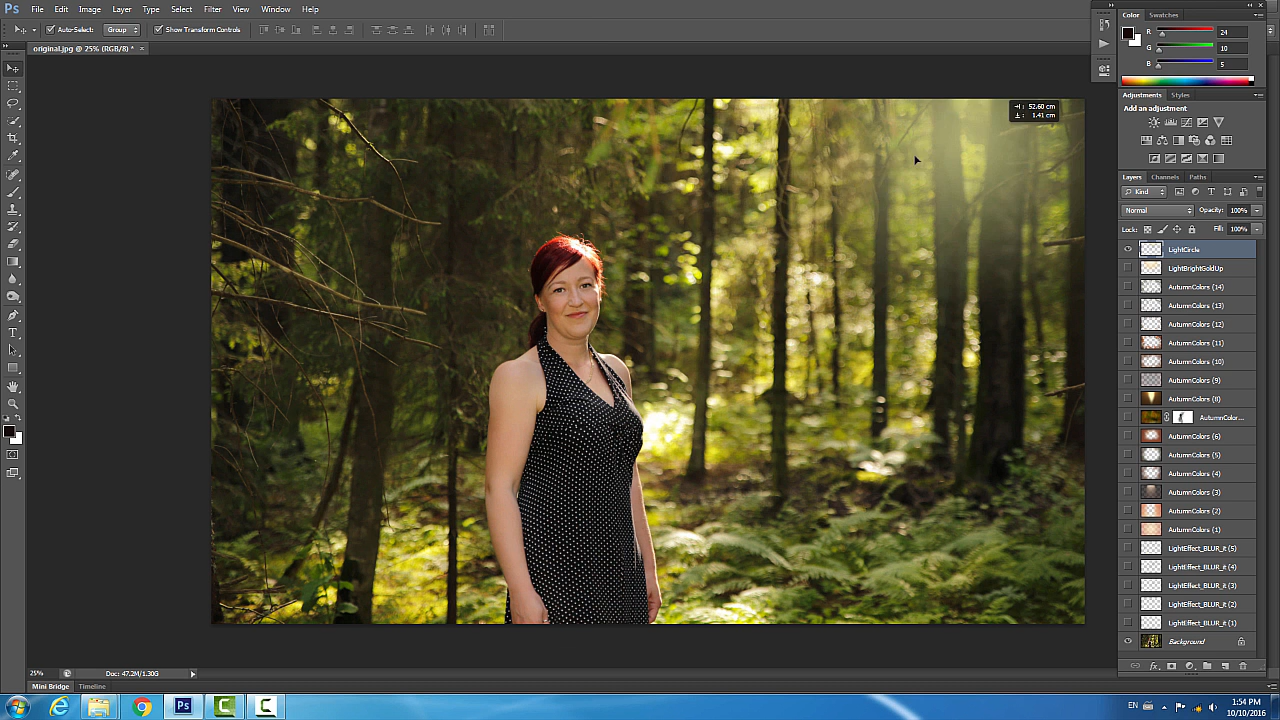 Ps File Edit Image Layer Type Select Filter 3D View Window Help
Auto-Select: Group Show Transform Controls
original.jpg @ 25% (RGB/8) * ×
Color Swatches
R 24
G 10
B 5
Adjustments Styles
Add an adjustment
: 52.60 cm
: 1.41 cm
Layers Channels Paths
Kind
Normal Opacity: 100%
Lock: Fill: 100%
LightCircle
LightBrightGoldUp
AutumnColors (14)
AutumnColors (13)
AutumnColors (12)
AutumnColors (11)
AutumnColors (10)
AutumnColors (9)
AutumnColors (8)
AutumnColor...
AutumnColors (6)
AutumnColors (5)
AutumnColors (4)
AutumnColors (3)
AutumnColors (2)
AutumnColors (1)
LightEffect_BLUR_it (5)
LightEffect_BLUR_it (4)
LightEffect_BLUR_it (3)
LightEffect_BLUR_it (2)
LightEffect_BLUR_it (1)
Background
fx
25% Doc: 47.2M/1.30G
Mini Bridge Timeline
Ps
EN 1:54 PM
10/10/2016